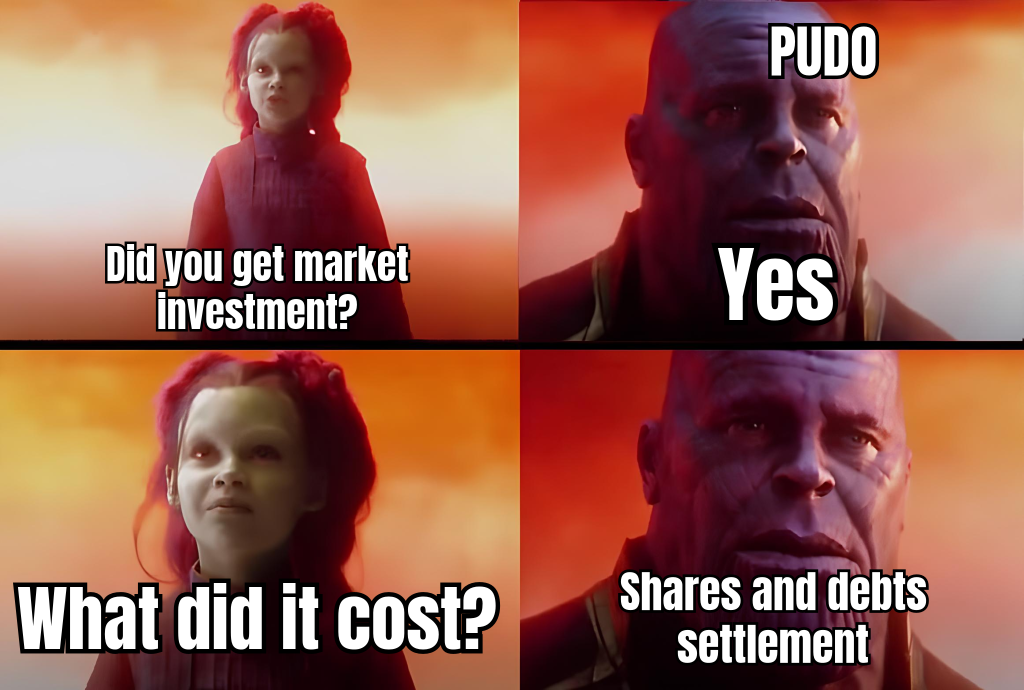 Did you get market
investment?
PUDO
Yes
What did it cost?
Shares and debts
settlement